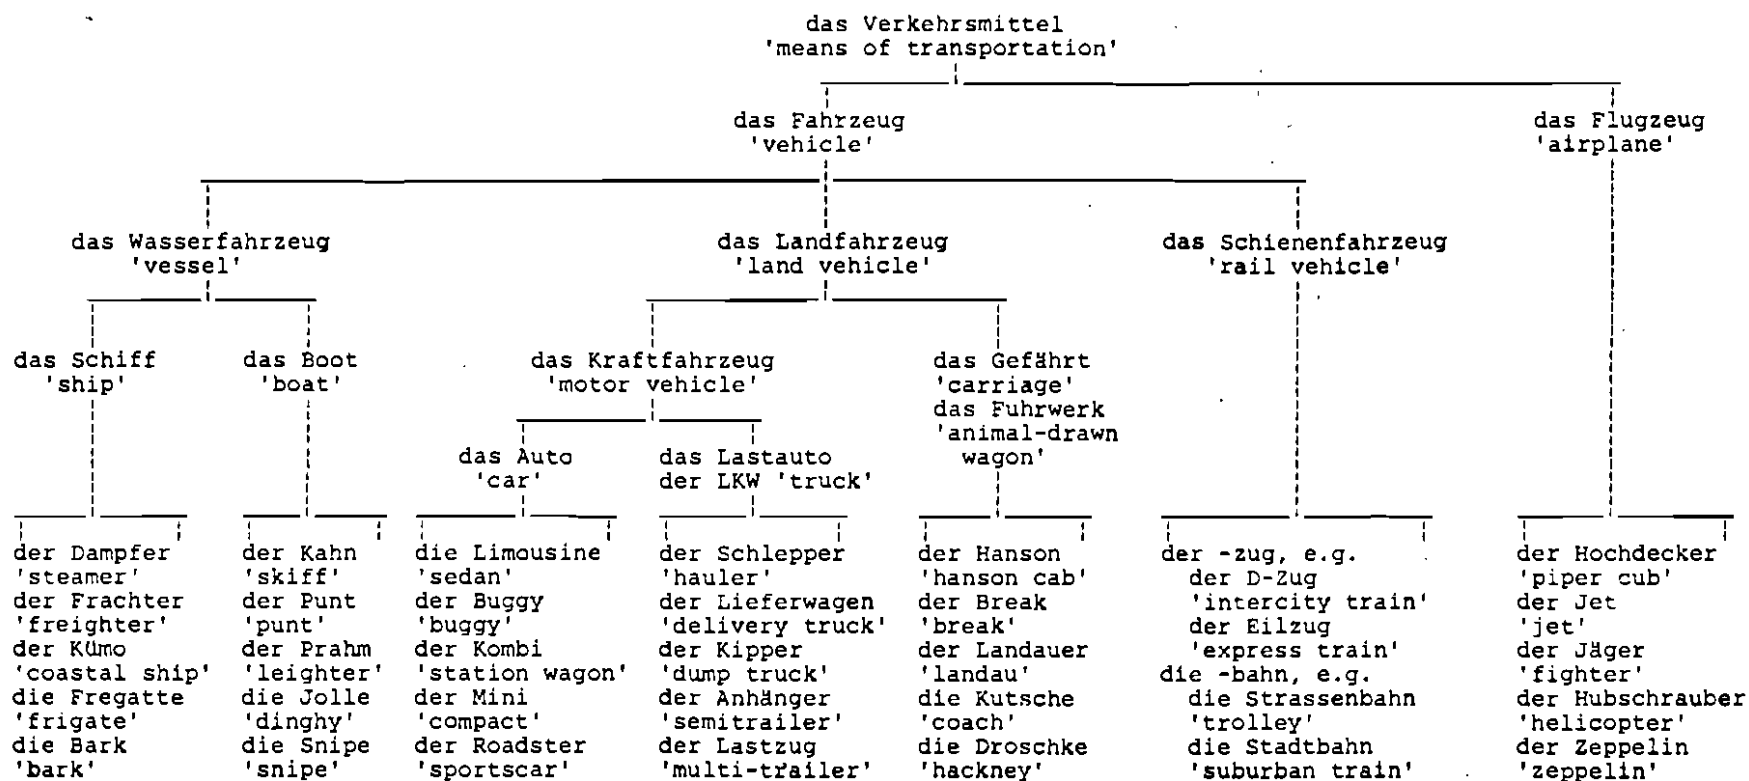 das Verkehrsmittel
'means of transportation'
das Fahrzeug
'vehicle'
das Flugzeug
'airplane'
das Wasserfahrzeug
'vessel'
das Landfahrzeug
'land vehicle'
das Schienenfahrzeug
'rail vehicle'
das Schiff
'ship'
das Boot
'boat'
das Kraftfahrzeug
'motor vehicle'
das Gefährt
'carriage'
das Fuhrwerk
'animal-drawn
wagon'
das Auto
'car'
das Lastauto
der LKW 'truck'
der Dampfer
'steamer'
der Frachter
'freighter'
der Kümo
'coastal ship'
die Fregatte
'frigate'
die Bark
'bark'
der Kahn
'skiff'
der Punt
'punt'
der Prahm
'leighter'
die Jolle
'dinghy'
die Snipe
'snipe'
die Limousine
'sedan'
der Buggy
'buggy'
der Kombi
'station wagon'
der Mini
'compact'
der Roadster
'sportscar'
der Schlepper
'hauler'
der Lieferwagen
'delivery truck'
der Kipper
'dump truck'
der Anhänger
'semitrailer'
der Lastzug
'multi-trailer'
der Hanson
'hanson cab'
der Break
'break'
der Landauer
'landau'
die Kutsche
'coach'
die Droschke
'hackney'
der -zug, e.g.
der D-Zug
'intercity train'
der Eilzug
'express train'
die -bahn, e.g.
die Strassenbahn
'trolley'
die Stadtbahn
'suburban train'
der Hochdecker
'piper cub'
der Jet
'jet'
der Jäger
'fighter'
der Hubschrauber
'helicopter'
der Zeppelin
'zeppelin'